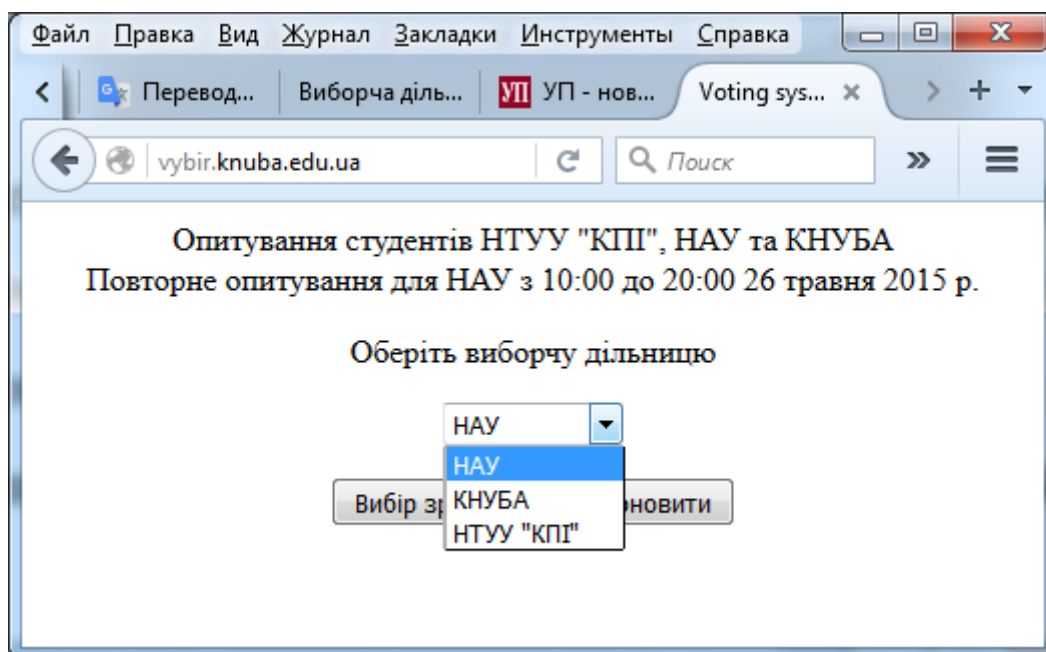 Файл Правка Вид Журнал Закладки Инструменты Справка
Перевод... Виборча діль... УП УП - нов... Voting sys...
vybir.knuba.edu.ua Поиск
Опитування студентів НТУУ "КПІ", НАУ та КНУБА
Повторне опитування для НАУ з 10:00 до 20:00 26 травня 2015 р.
Оберіть виборчу дільницю
НАУ
НАУ
КНУБА
НТУУ "КПІ"
Вибір